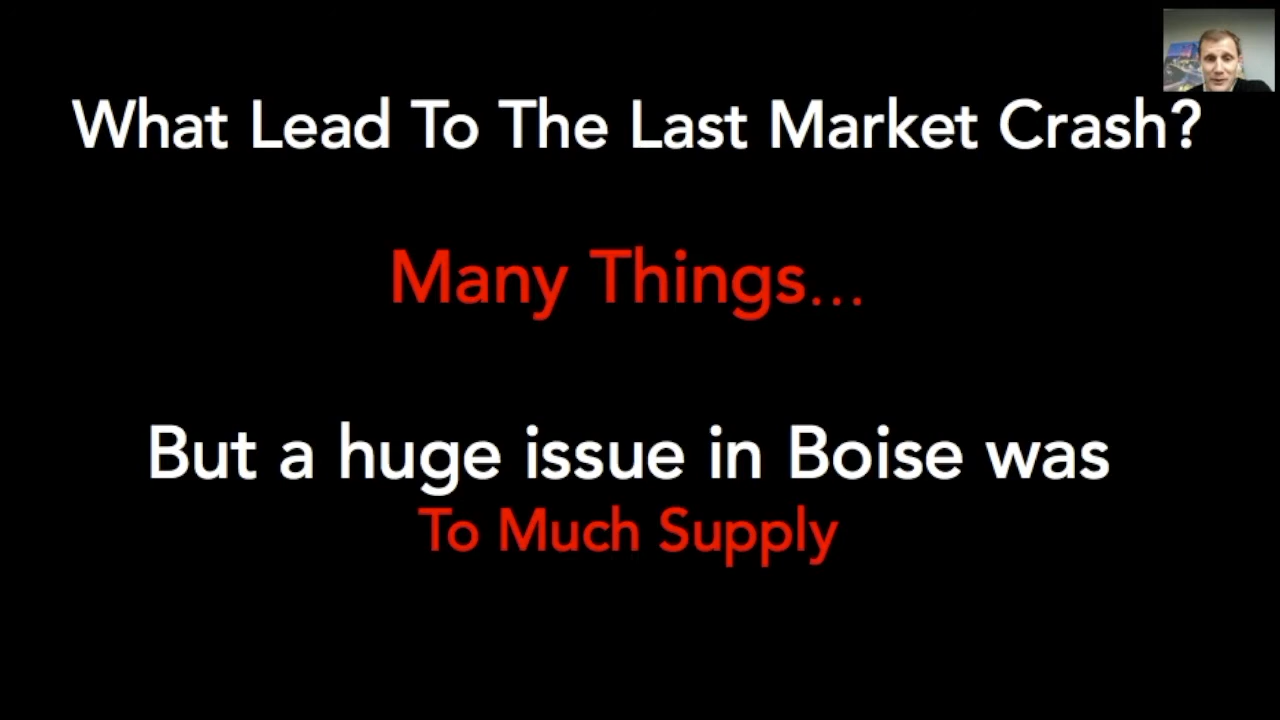 What Lead To The Last Market Crash?
Many Things...
But a huge issue in Boise was
To Much Supply